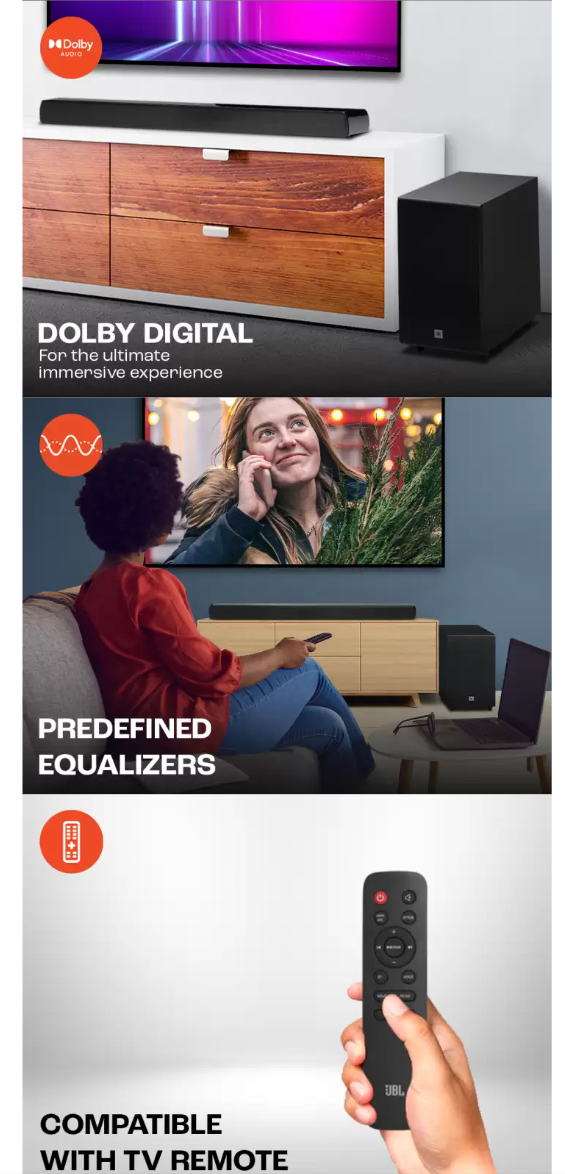 Dolby
AUDIO
DOLBY DIGITAL
For the ultimate
immersive experience
PREDEFINED
EQUALIZERS
JBL
COMPATIBLE
WITH TV REMOTE